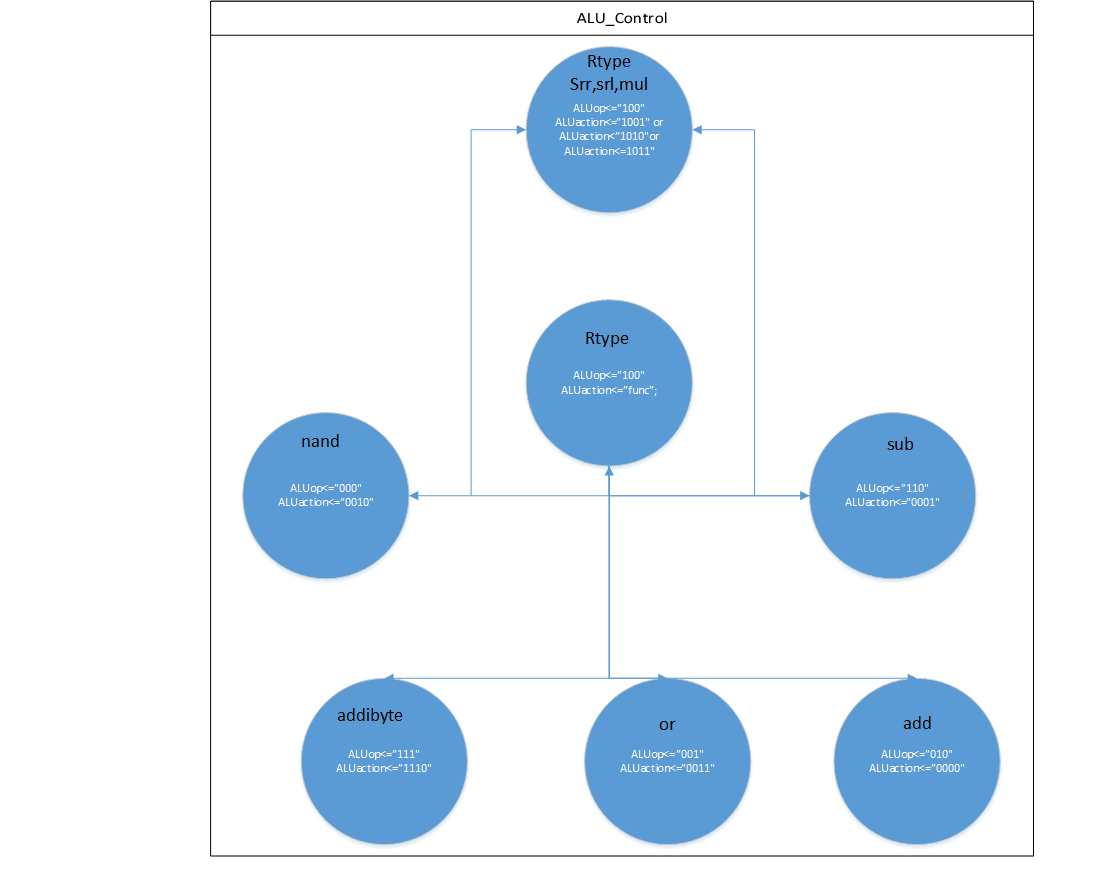 ALU_Control
Rtype
Srr,srl,mul
ALUop<="100"
ALUaction<="1001" or
ALUaction<"1010"or
ALUaction<=1011"
Rtype
ALUop<="100"
ALUaction<="func";
nand
ALUop<="000"
ALUaction<="0010"
sub
ALUop<="110"
ALUaction<="0001"
addibyte
ALUop<="111"
ALUaction<="1110"
or
ALUop<="001"
ALUaction<="0011"
add
ALUop<="010"
ALUaction<="0000"